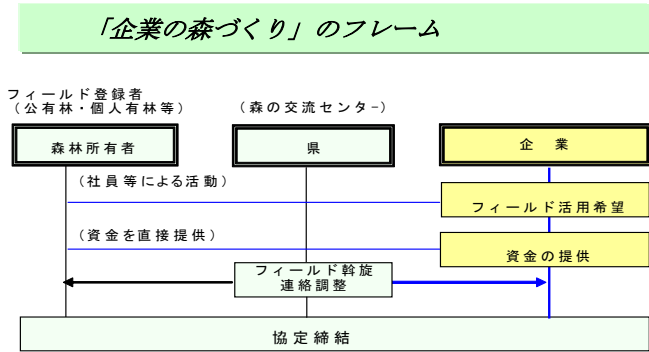 「企業の森づくり」のフレーム
フィールド登録者
（公有林・個人有林等）
（森の交流センター）
森林所有者
県
企　業
（社員等による活動）
フィールド活用希望
（資金を直接提供）
資金の提供
フィールド斡旋
連絡調整
協定締結